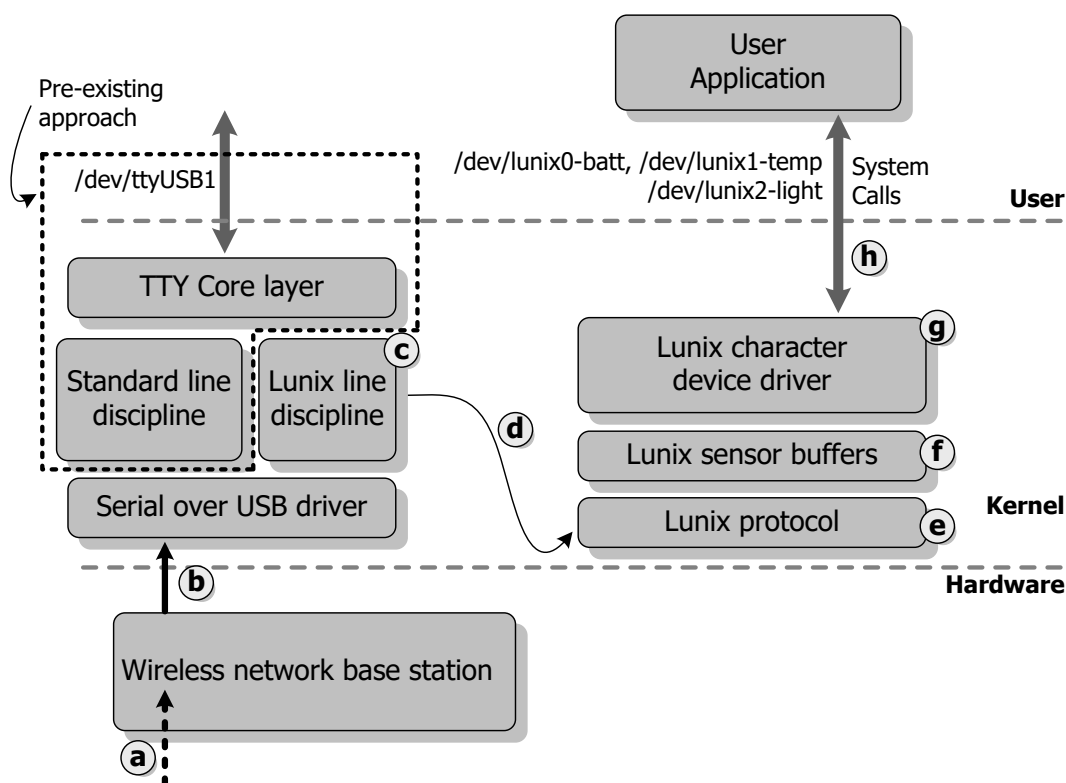 User
Application
Pre-existing
approach
/dev/ttyUSB1
/dev/lunix0-batt, /dev/lunix1-temp
/dev/lunix2-light
System
Calls
User
h
TTY Core layer
g
Lunix character
device driver
c
Standard line
discipline
Lunix line
discipline
d
Lunix sensor buffers
f
Serial over USB driver
Lunix protocol
e
Kernel
b
Hardware
Wireless network base station
a